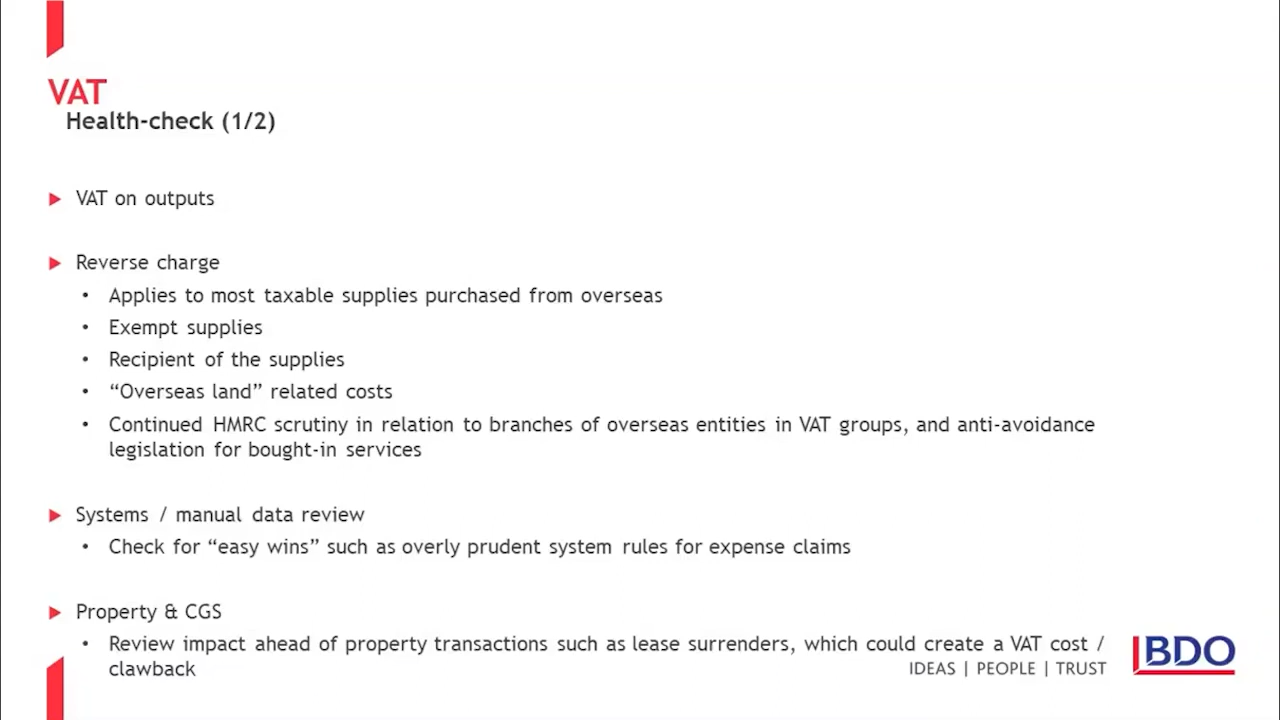 VAT
Health-check (1/2)
VAT on outputs
Reverse charge
• Applies to most taxable supplies purchased from overseas
• Exempt supplies
• Recipient of the supplies
• “Overseas land” related costs
• Continued HMRC scrutiny in relation to branches of overseas entities in VAT groups, and anti-avoidance
legislation for bought-in services
Systems / manual data review
• Check for “easy wins” such as overly prudent system rules for expense claims
Property & CGS
• Review impact ahead of property transactions such as lease surrenders, which could create a VAT cost /
clawback
IDEAS | PEOPLE | TRUST
BDO